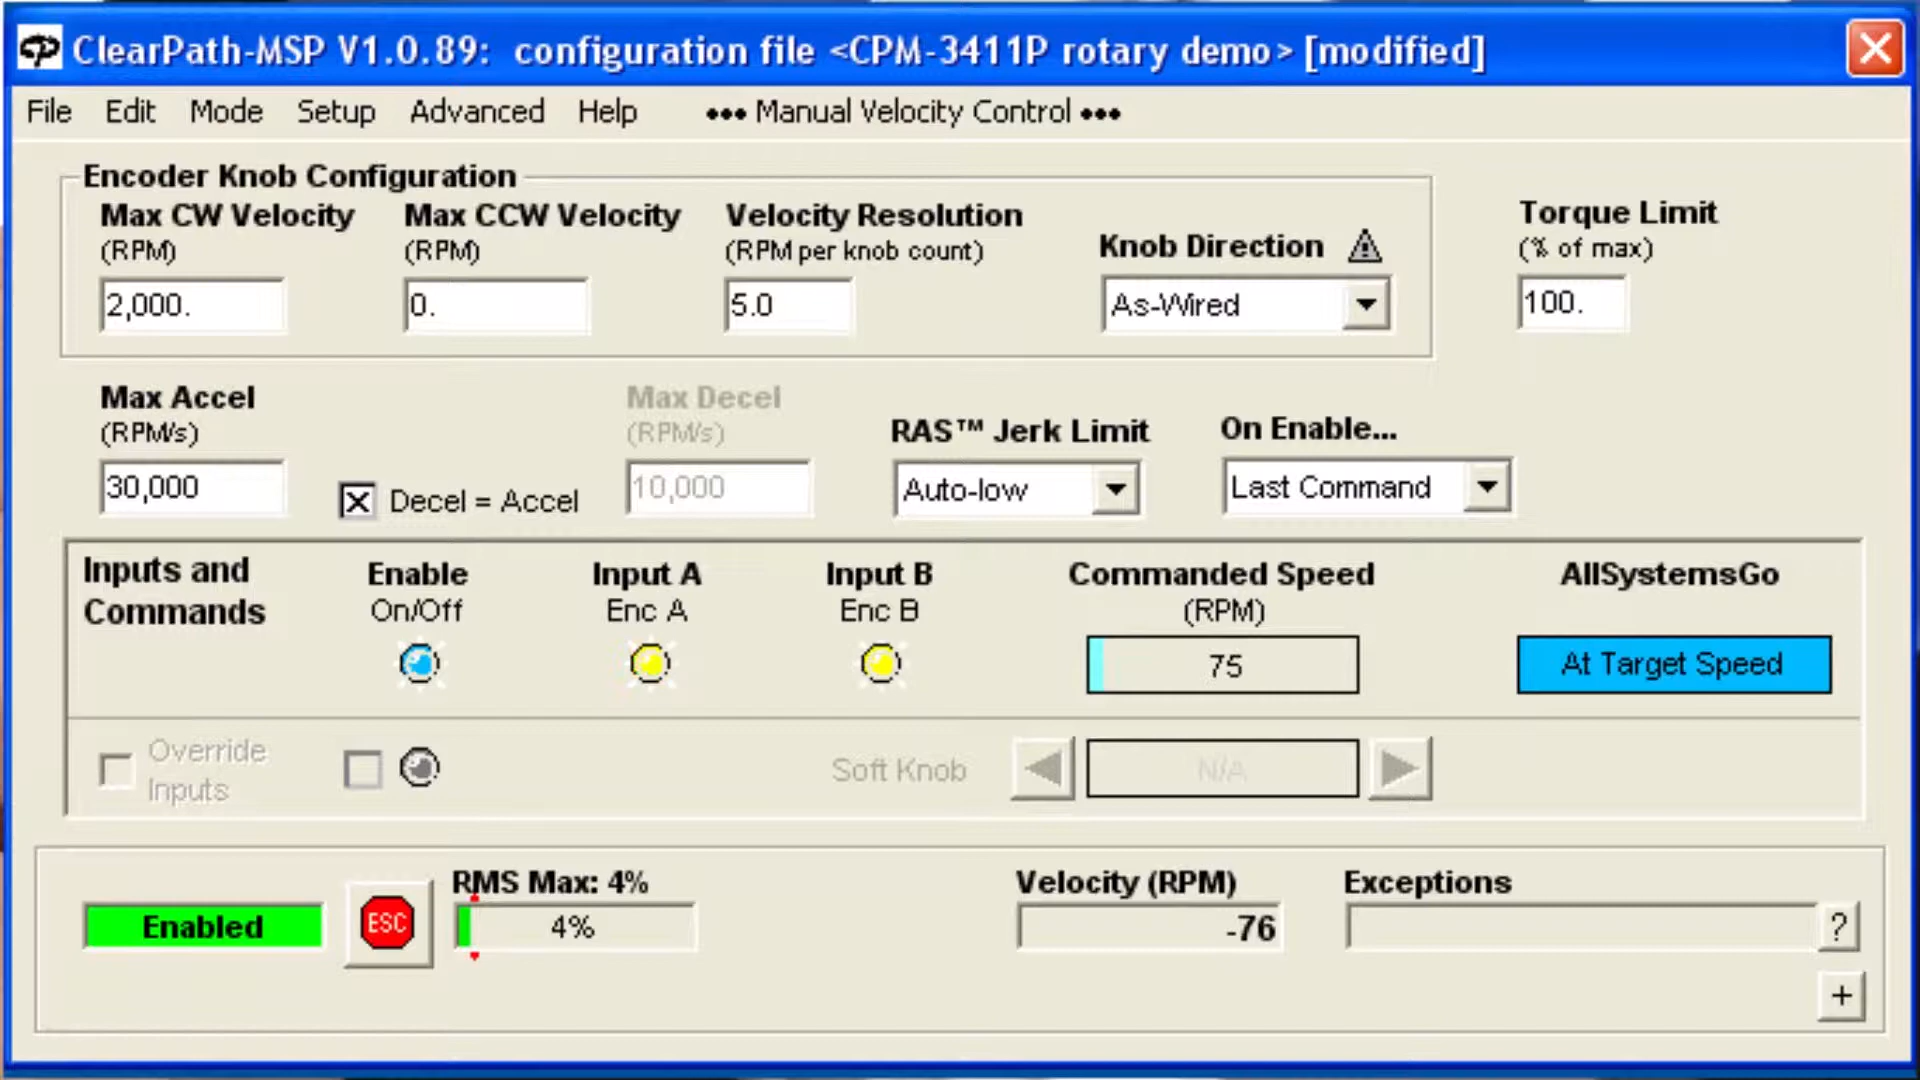 ClearPath-MSP V1.0.89: configuration file <CPM-3411P rotary demo> [modified]
File Edit Mode Setup Advanced Help ••• Manual Velocity Control •••
Encoder Knob Configuration
Max CW Velocity Max CCW Velocity Velocity Resolution
(RPM) (RPM) (RPM per knob count)
Knob Direction
Torque Limit
(% of max)
2,000. 0. 5.0 As-Wired 100.
Max Accel Max Decel
(RPM/s) (RPM/s)
RAS™ Jerk Limit On Enable...
30,000 Decel = Accel 10,000 Auto-low Last Command
Inputs and Commands
Enable Input A Input B Commanded Speed AllSystemsGo
On/Off Enc A Enc B (RPM)
75 At Target Speed
Override
Inputs
Soft Knob N/A
RMS Max: 4% Velocity (RPM) Exceptions
Enabled ESC 4% -76 ?
+